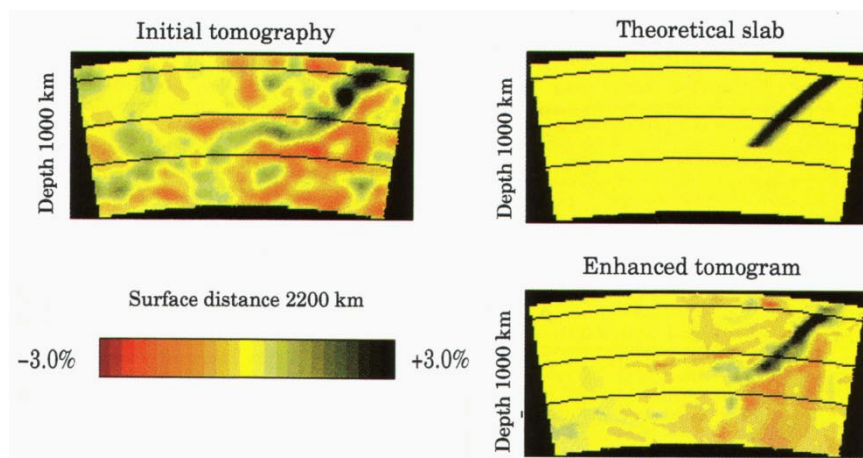 Initial tomography
Depth 1000 km
Theoretical slab
Depth 1000 km
Surface distance 2200 km
−3.0%
+3.0%
Enhanced tomogram
Depth 1000 km